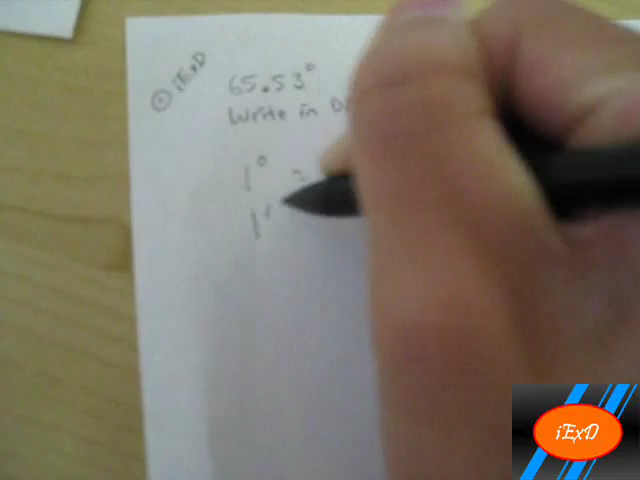 © iExD
65.53°
Write in
1° =
1'
iExD